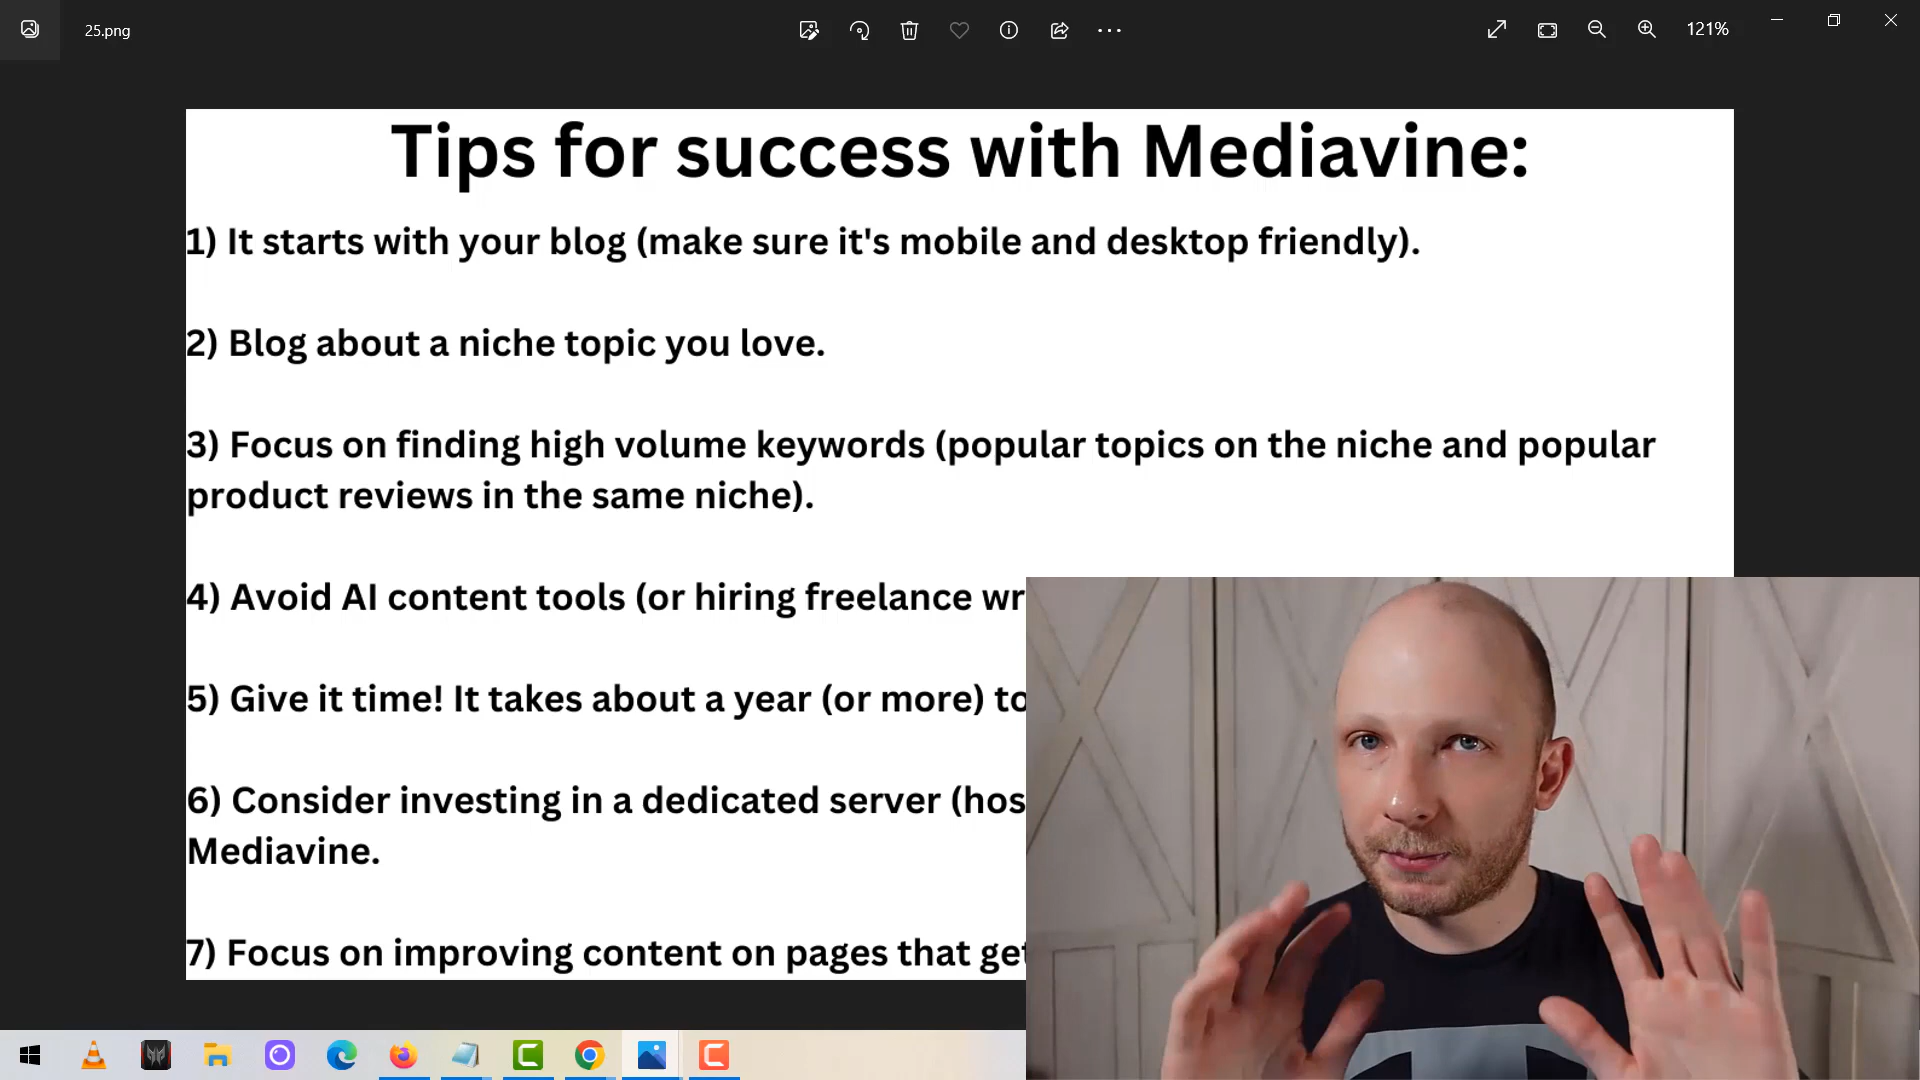 25.png
121%
Tips for success with Mediavine:
1) It starts with your blog (make sure it's mobile and desktop friendly).
2) Blog about a niche topic you love.
3) Focus on finding high volume keywords (popular topics on the niche and popular
product reviews in the same niche).
4) Avoid AI content tools (or hiring freelance
5) Give it time! It takes about a year (or more) to
6) Consider investing in a dedicated server
Mediavine.
7) Focus on improving content on pages that